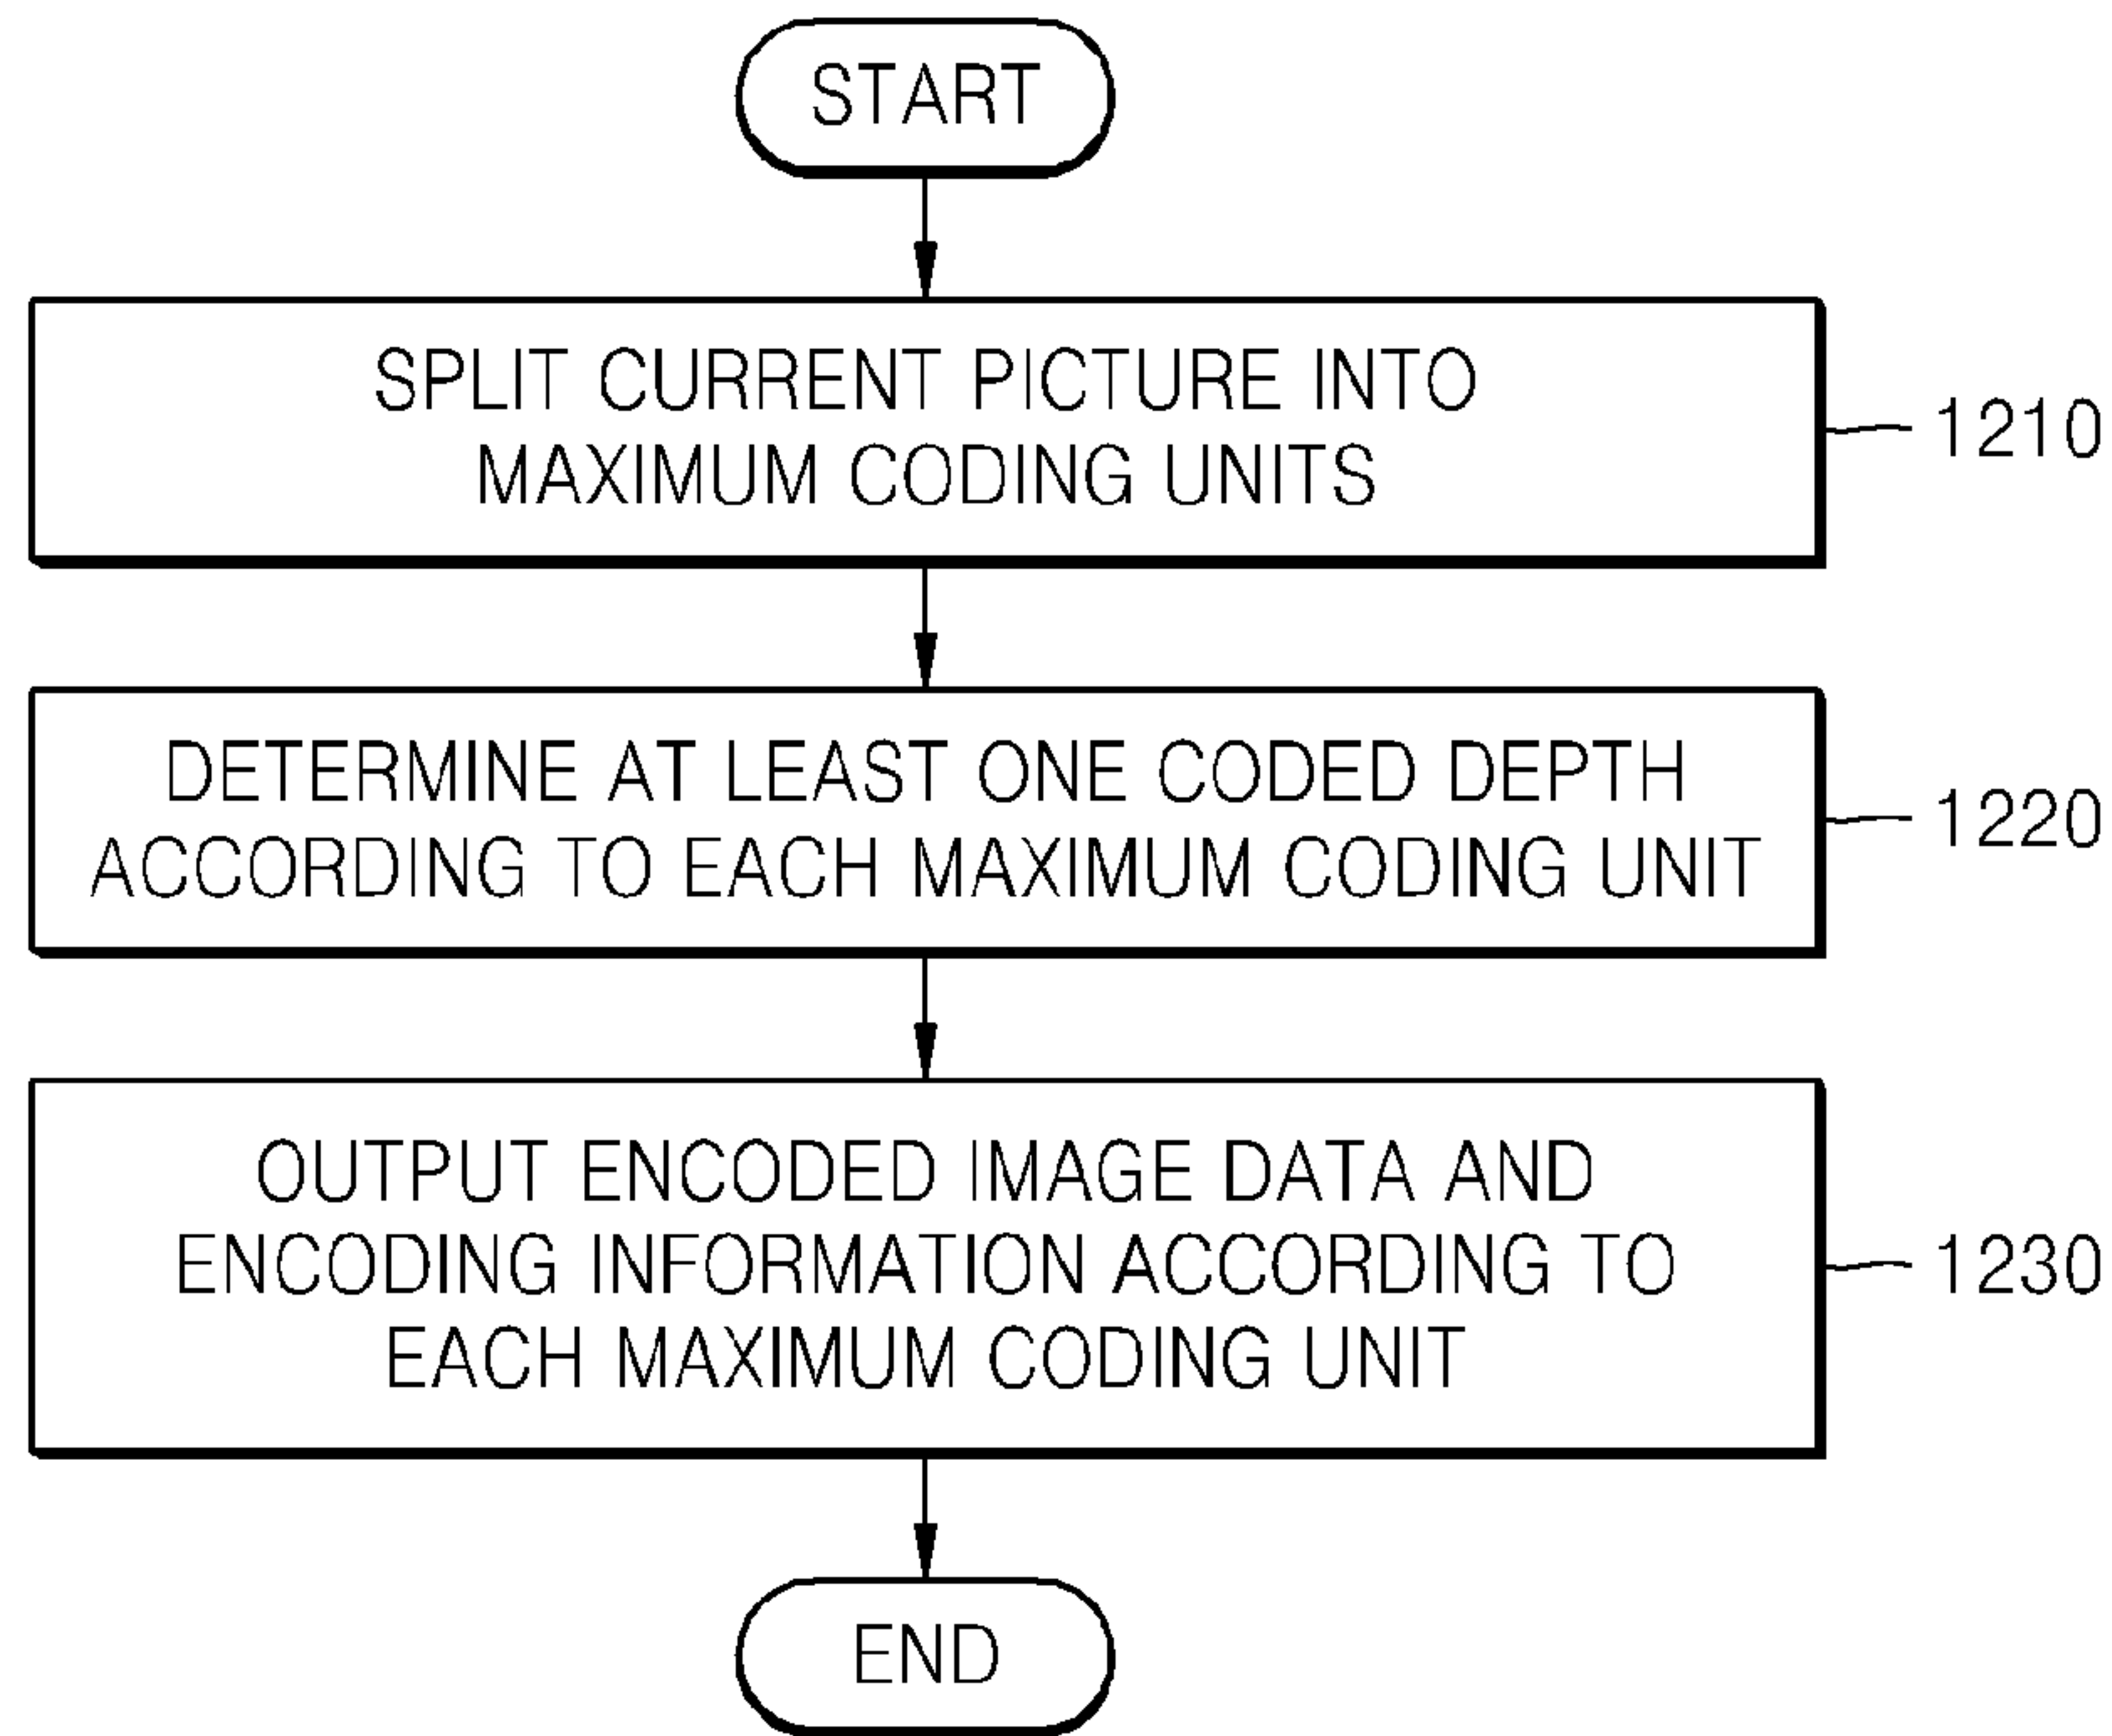 START
SPLIT CURRENT PICTURE INTO
MAXIMUM CODING UNITS
1210
DETERMINE AT LEAST ONE CODED DEPTH
ACCORDING TO EACH MAXIMUM CODING UNIT
1220
OUTPUT ENCODED IMAGE DATA AND
ENCODING INFORMATION ACCORDING TO
EACH MAXIMUM CODING UNIT
1230
END